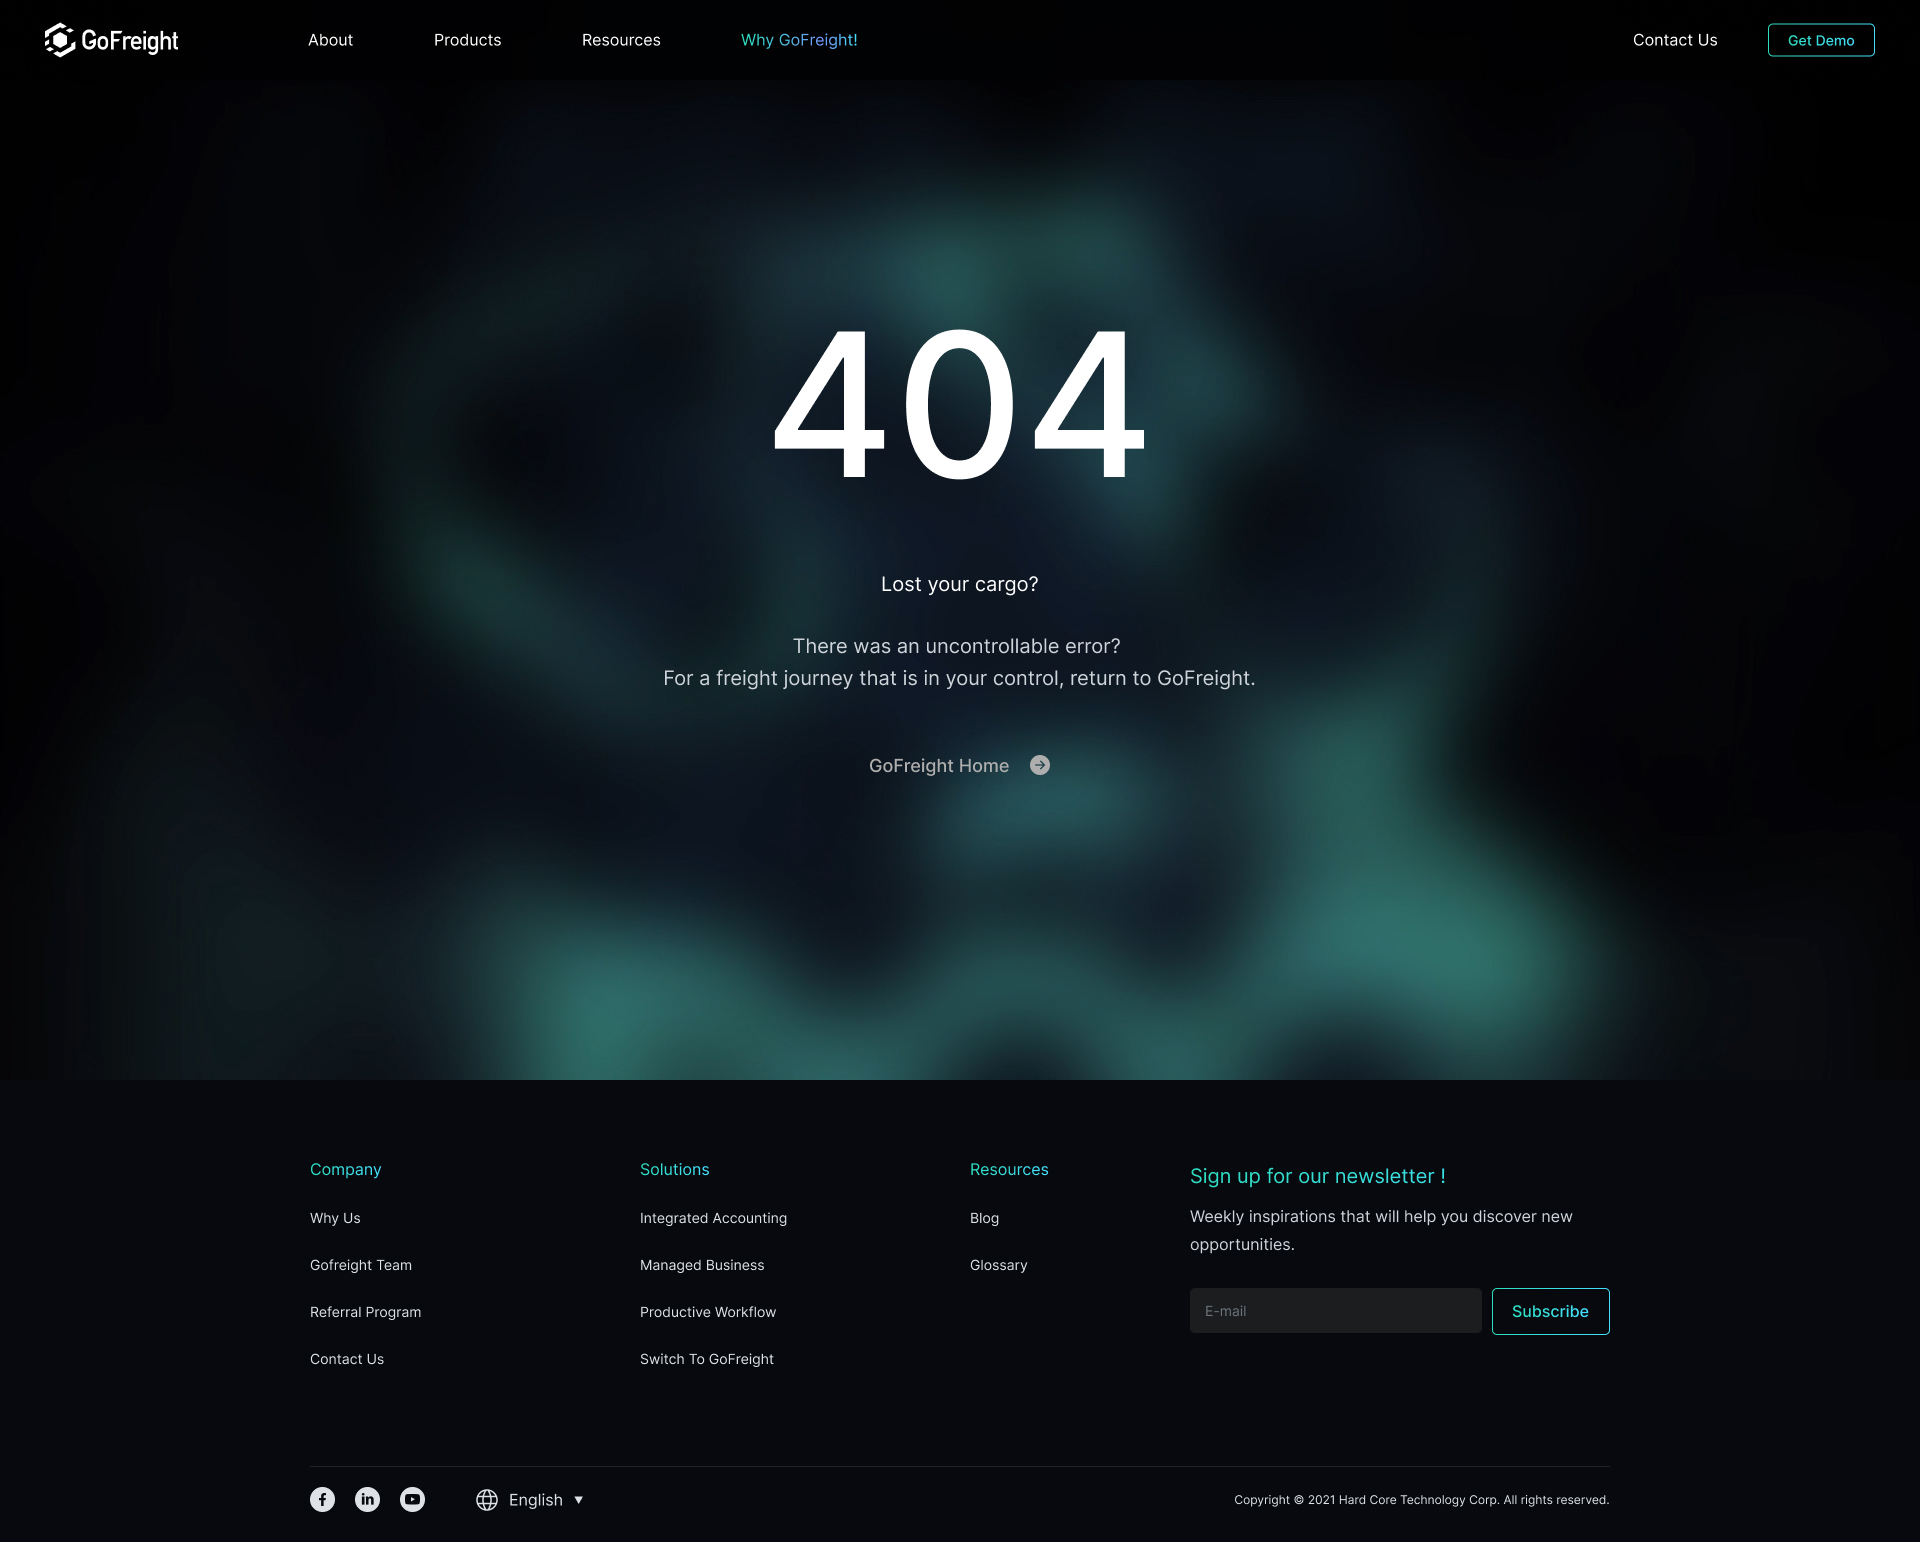 GoFreight
About
Products
Resources
Why GoFreight!
Contact Us
Get Demo
404
Lost your cargo?
There was an uncontrollable error?
For a freight journey that is in your control, return to GoFreight.
GoFreight Home
Company
Why Us
Gofreight Team
Referral Program
Contact Us
Solutions
Integrated Accounting
Managed Business
Productive Workflow
Switch To GoFreight
Resources
Blog
Glossary
Sign up for our newsletter !
Weekly inspirations that will help you discover new
opportunities.
E-mail
Subscribe
English
Copyright © 2021 Hard Core Technology Corp. All rights reserved.